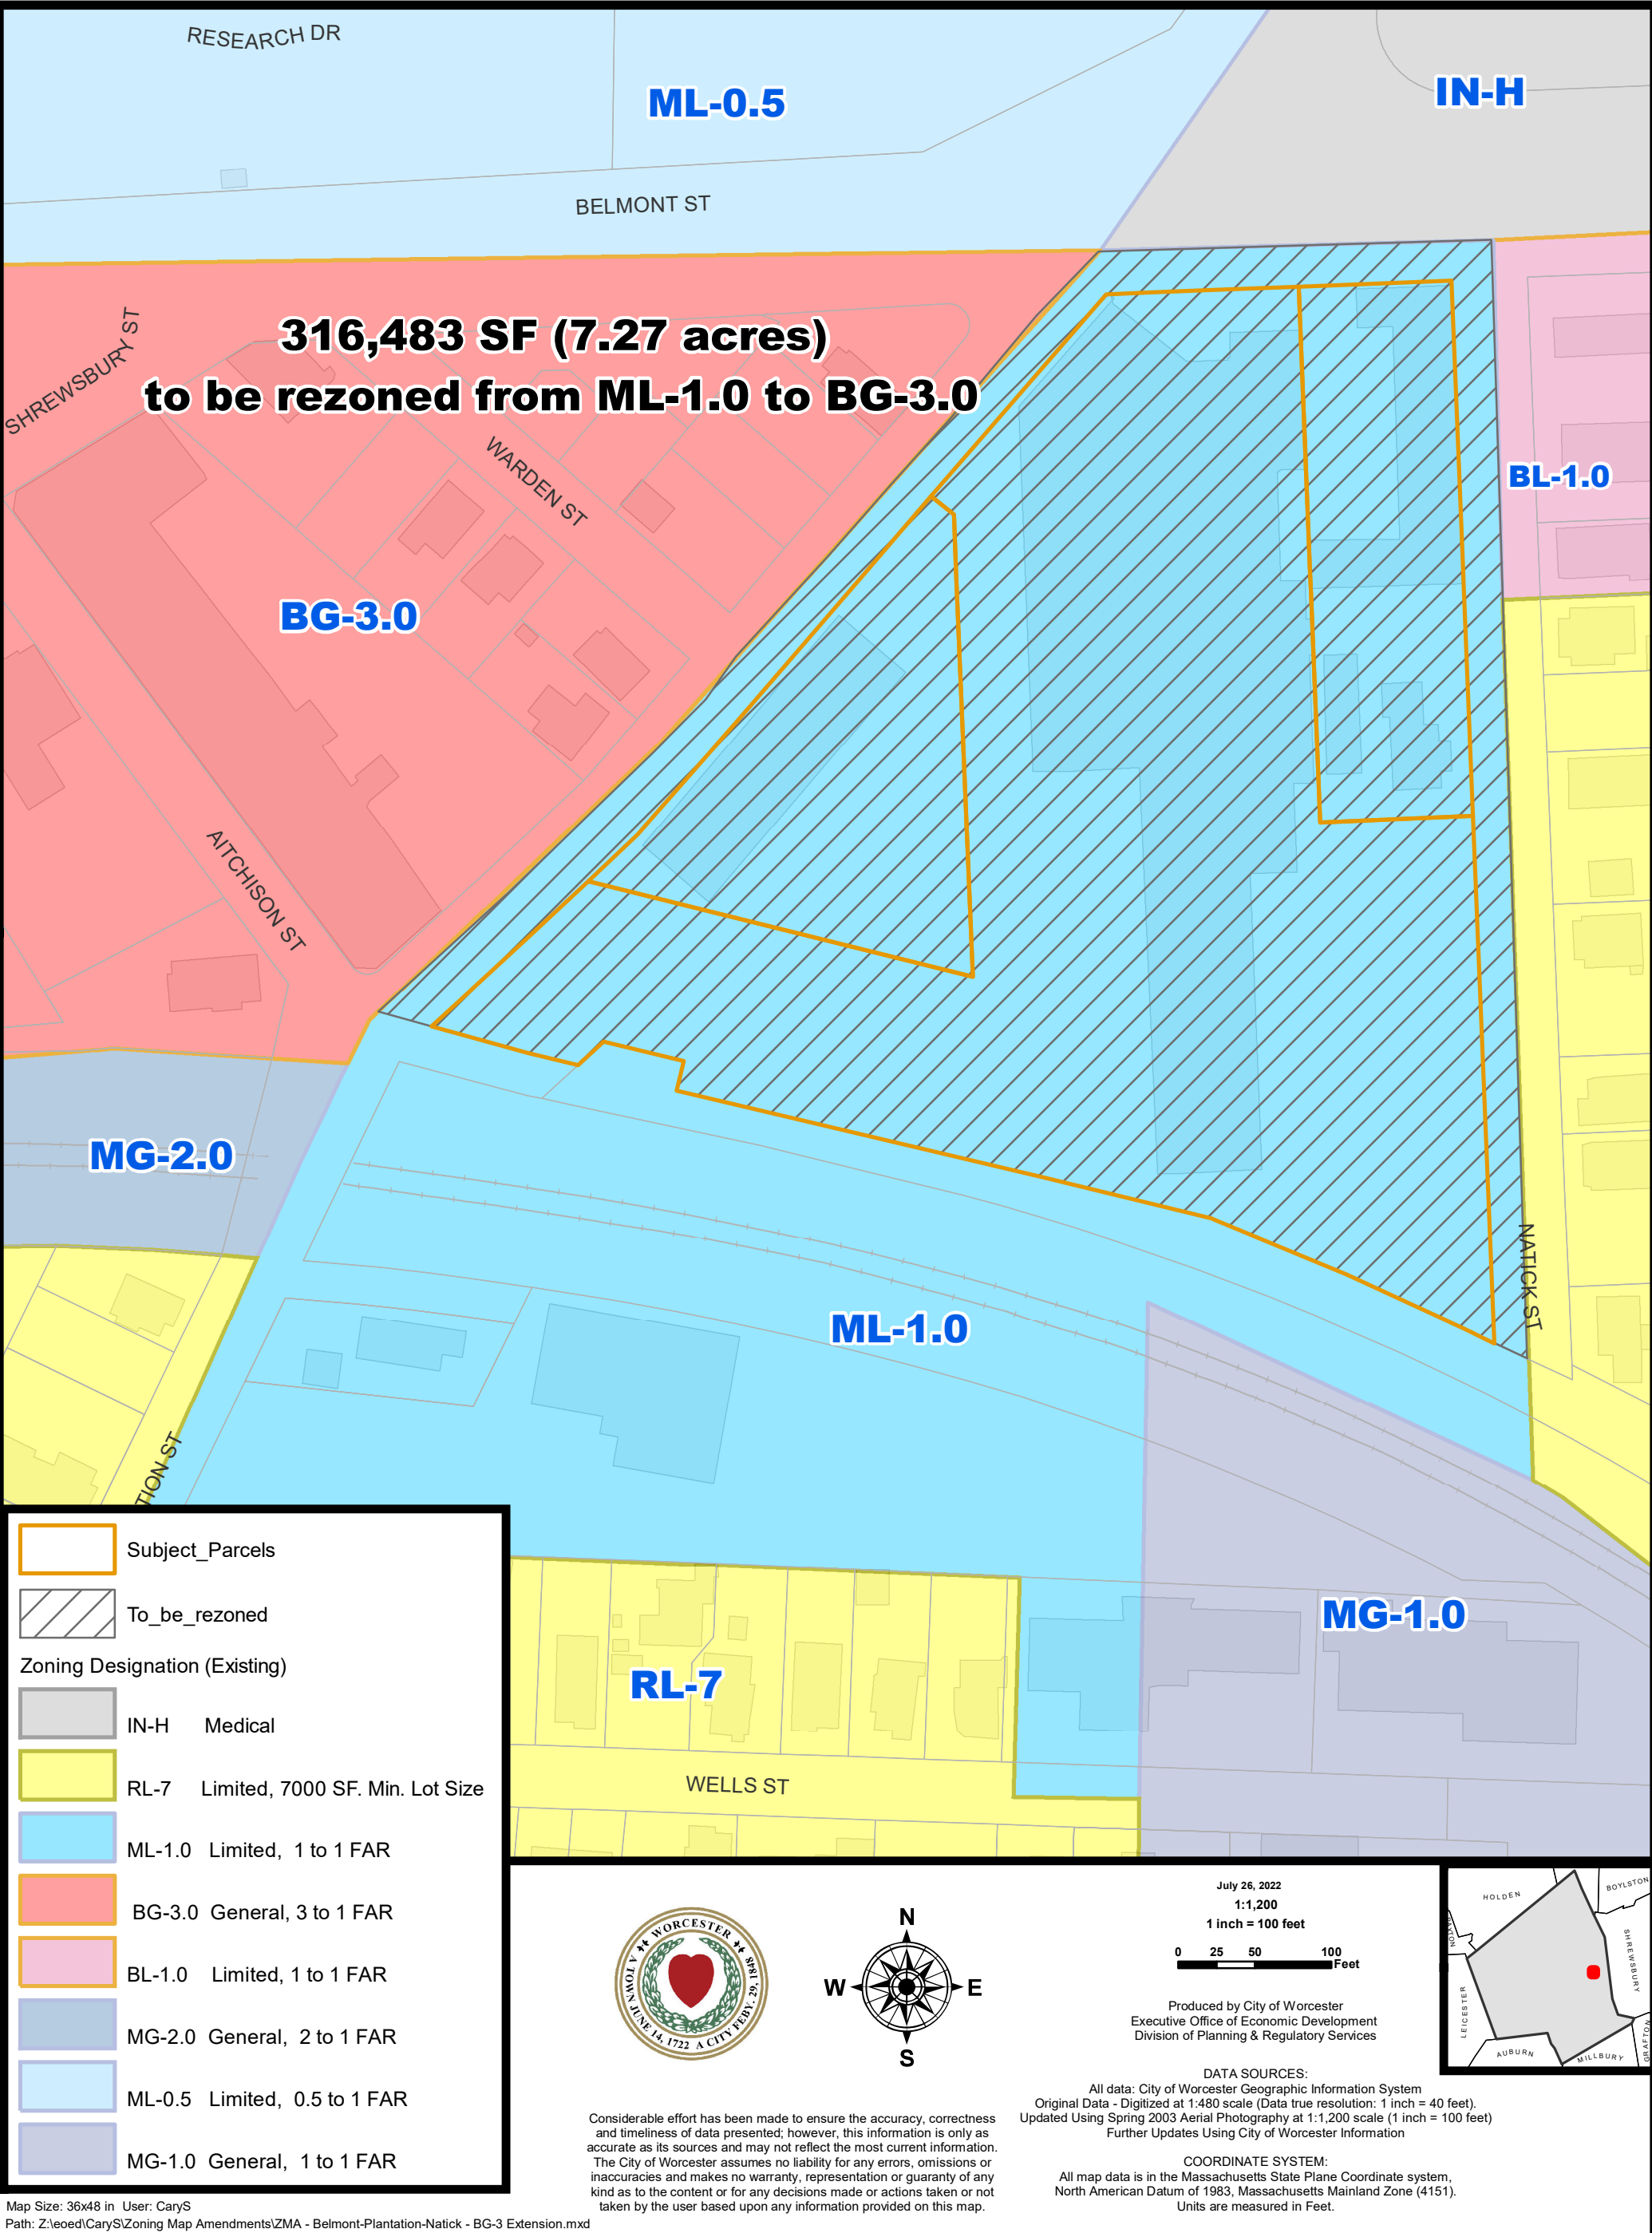 RESEARCH DR
ML-0.5
IN-H
BELMONT ST
SHREWSBURY ST
316,483 SF (7.27 acres)
to be rezoned from ML-1.0 to BG-3.0
WARDEN ST
BL-1.0
BG-3.0
AITCHISON ST
MG-2.0
NATICK ST
ML-1.0
TION ST
MG-1.0
RL-7
WELLS ST
Subject_Parcels
To_be_rezoned
Zoning Designation (Existing)
IN-H Medical
RL-7 Limited, 7000 SF. Min. Lot Size
ML-1.0 Limited, 1 to 1 FAR
BG-3.0 General, 3 to 1 FAR
BL-1.0 Limited, 1 to 1 FAR
MG-2.0 General, 2 to 1 FAR
ML-0.5 Limited, 0.5 to 1 FAR
MG-1.0 General, 1 to 1 FAR
WORCESTER
A TOWN JUNE 14, 1722 A CITY FEBY. 29, 1848
N
W E
S
July 26, 2022
1:1,200
1 inch = 100 feet
0 25 50 100
Feet
Produced by City of Worcester
Executive Office of Economic Development
Division of Planning & Regulatory Services
DATA SOURCES:
All data: City of Worcester Geographic Information System
Original Data - Digitized at 1:480 scale (Data true resolution: 1 inch = 40 feet).
Updated Using Spring 2003 Aerial Photography at 1:1,200 scale (1 inch = 100 feet)
Further Updates Using City of Worcester Information
COORDINATE SYSTEM:
All map data is in the Massachusetts State Plane Coordinate system,
North American Datum of 1983, Massachusetts Mainland Zone (4151).
Units are measured in Feet.
Considerable effort has been made to ensure the accuracy, correctness
and timeliness of data presented; however, this information is only as
accurate as its sources and may not reflect the most current information.
The City of Worcester assumes no liability for any errors, omissions or
inaccuracies and makes no warranty, representation or guaranty of any
kind as to the content or for any decisions made or actions taken or not
taken by the user based upon any information provided on this map.
HOLDEN
BOYLSTON
SHREWSBURY
LEICESTER
AUBURN
MILLBURY
GRAFTON
Map Size: 36x48 in User: CaryS
Path: Z:\eoed\CaryS\Zoning Map Amendments\ZMA - Belmont-Plantation-Natick - BG-3 Extension.mxd